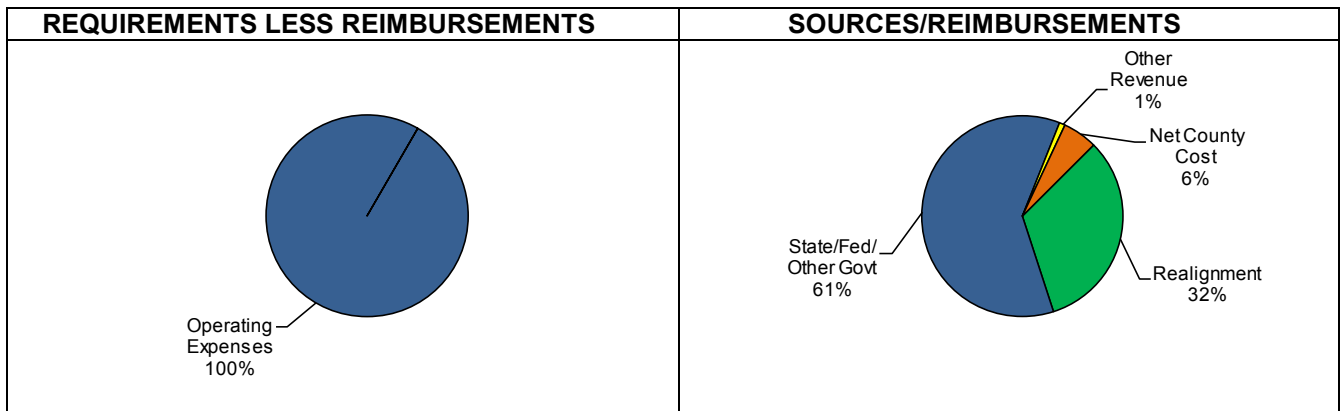 REQUIREMENTS LESS REIMBURSEMENTS
Operating
Expenses
100%
SOURCES/REIMBURSEMENTS
Other
Revenue
1%
Net County
Cost
6%
State/Fed/
Other Govt
61%
Realignment
32%